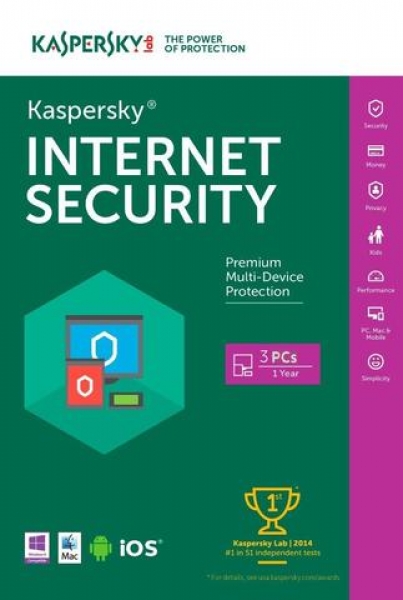 KASPERSKY lab
THE POWER
OF PROTECTION
Kaspersky®
INTERNET
SECURITY
Premium
Multi-Device
Protection
3 PCs
1 Year
Security
Money
Privacy
Kids
Performance
PC, Mac &
Mobile
Simplicity
1st
Kaspersky Lab | 2014
#1 in 51 independent tests
Mac
iOS®
* For details, see usa.kaspersky.com/awards.